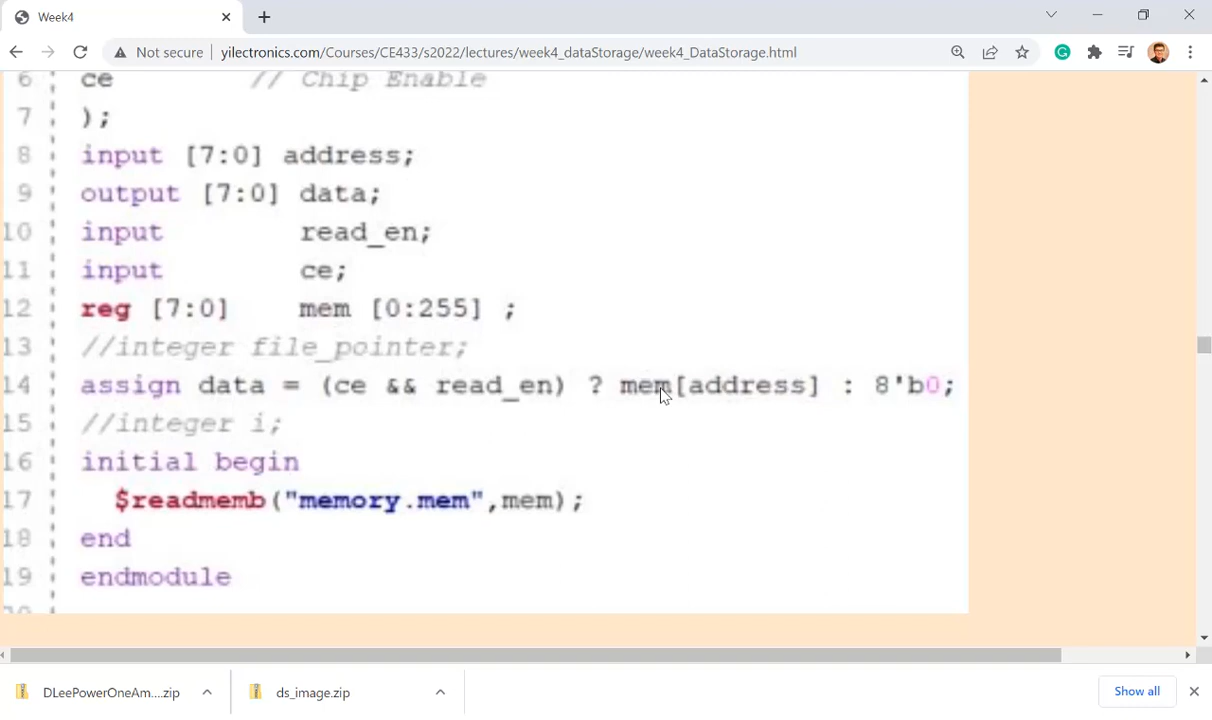 Week4
Not secure yilectronics.com/Courses/CE433/s2022/lectures/week4_dataStorage/week4_DataStorage.html
6 ce // Chip Enable
7 );
8 input [7:0] address;
9 output [7:0] data;
10 input read_en;
11 input ce;
12 reg [7:0] mem [0:255] ;
13 //integer file_pointer;
14 assign data = (ce && read_en) ? mem[address] : 8'b0;
15 //integer i;
16 initial begin
17 $readmemb("memory.mem",mem);
18 end
19 endmodule
DLeePowerOneAm....zip ds_image.zip Show all